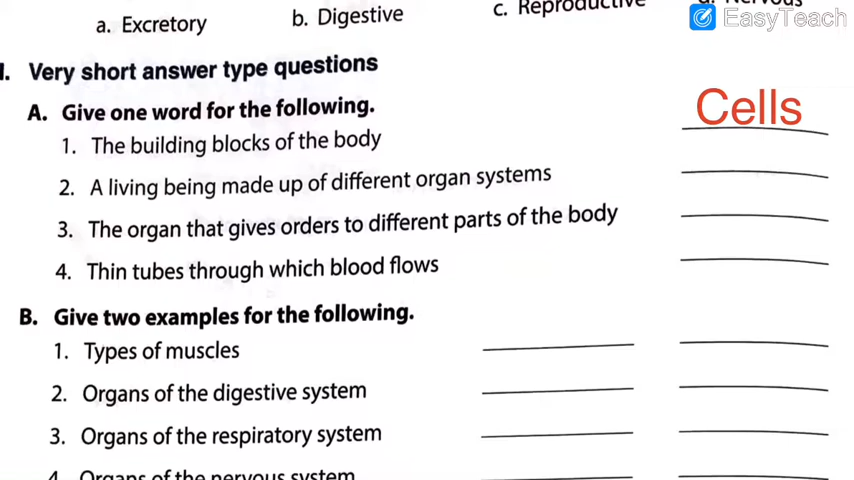 a. Excretory b. Digestive c. Reproductive d. Nervous
EasyTeach
I. Very short answer type questions
A. Give one word for the following.
Cells
1. The building blocks of the body
2. A living being made up of different organ systems
3. The organ that gives orders to different parts of the body
4. Thin tubes through which blood flows
B. Give two examples for the following.
1. Types of muscles
2. Organs of the digestive system
3. Organs of the respiratory system
4. Organs of the nervous system